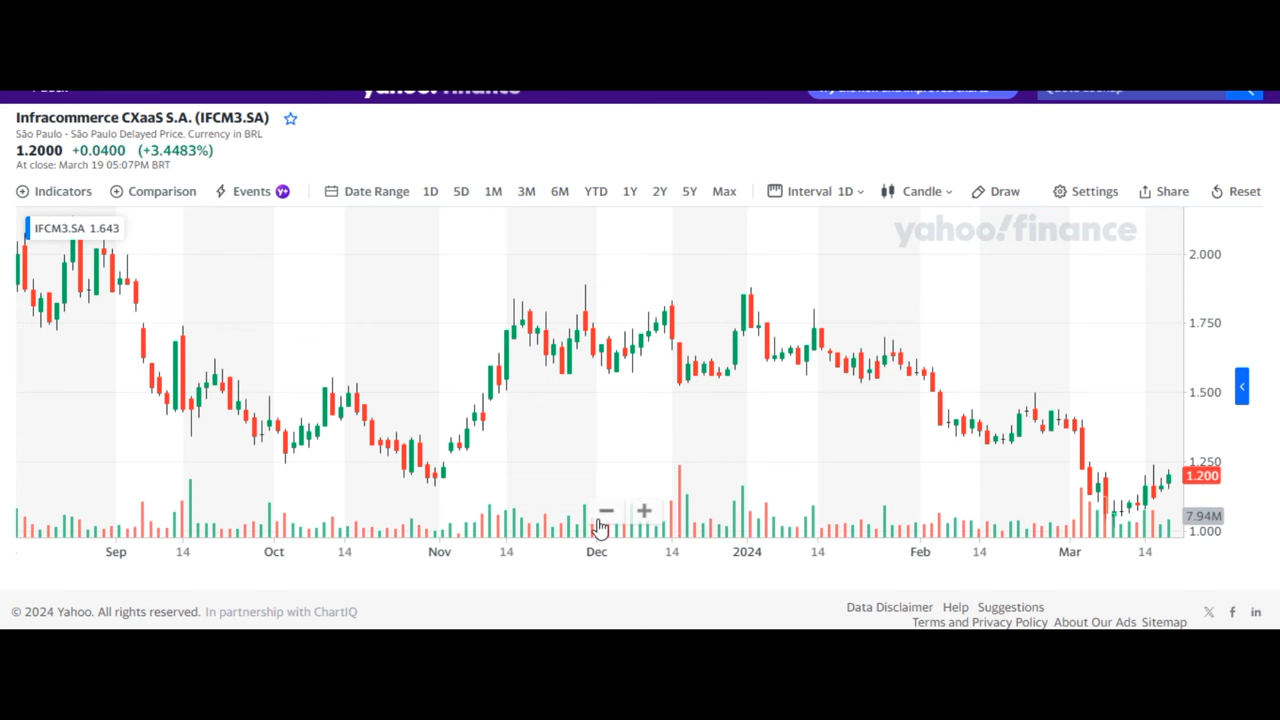 yahoo! finance
Infracommerce CXaaS S.A. (IFCM3.SA)
São Paulo - São Paulo Delayed Price. Currency in BRL
1.2000 +0.0400 (+3.4483%)
At close: March 19 05:07PM BRT
Indicators Comparison Events Y+ Date Range 1D 5D 1M 3M 6M YTD 1Y 2Y 5Y Max Interval 1D Candle Draw Settings Share Reset
IFCM3.SA 1.643
yahoo!finance
2.000
1.750
1.500
1.250
1.200
7.94M
1.000
Sep 14 Oct 14 Nov 14 Dec 14 2024 14 Feb 14 Mar 14
© 2024 Yahoo. All rights reserved. In partnership with ChartIQ
Data Disclaimer Help Suggestions
Terms and Privacy Policy About Our Ads Sitemap